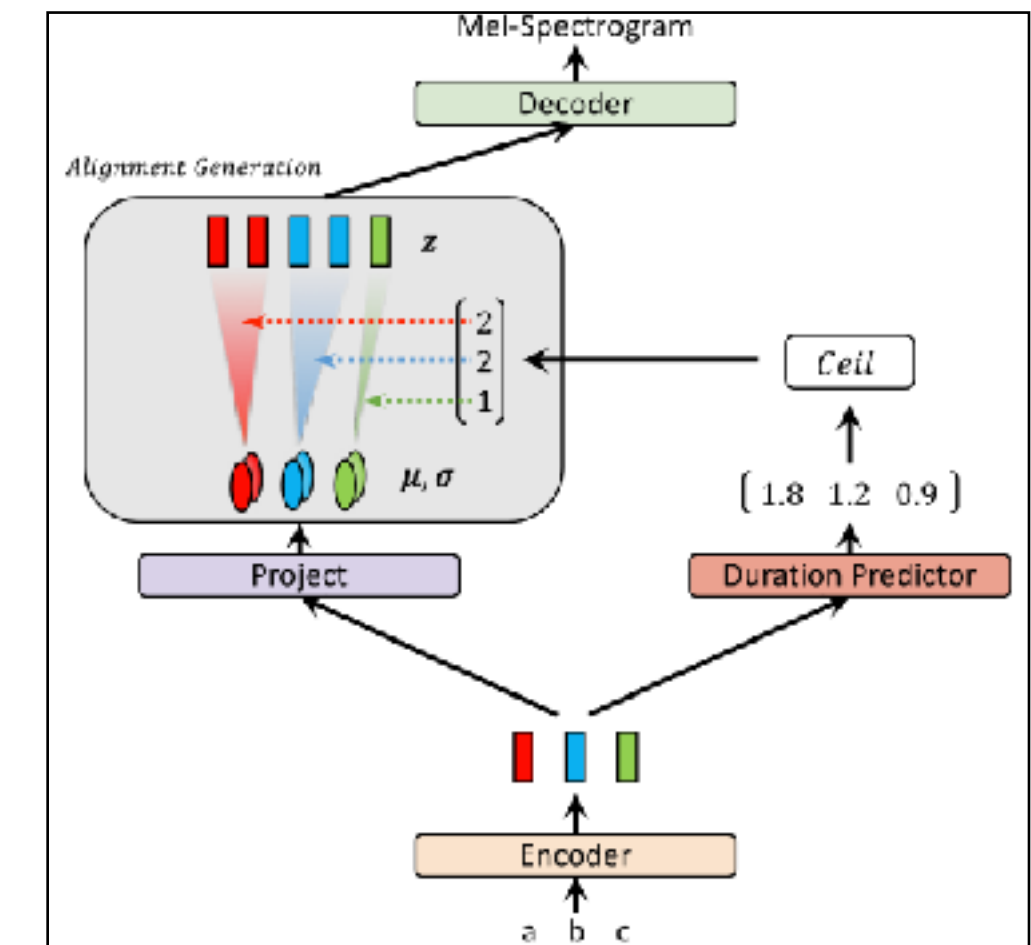 Mel-Spectrogram
Decoder
Alignment Generation
z
2
2
1
Ceil
μ, σ
[ 1.8 1.2 0.9 ]
Project
Duration Predictor
Encoder
a b c